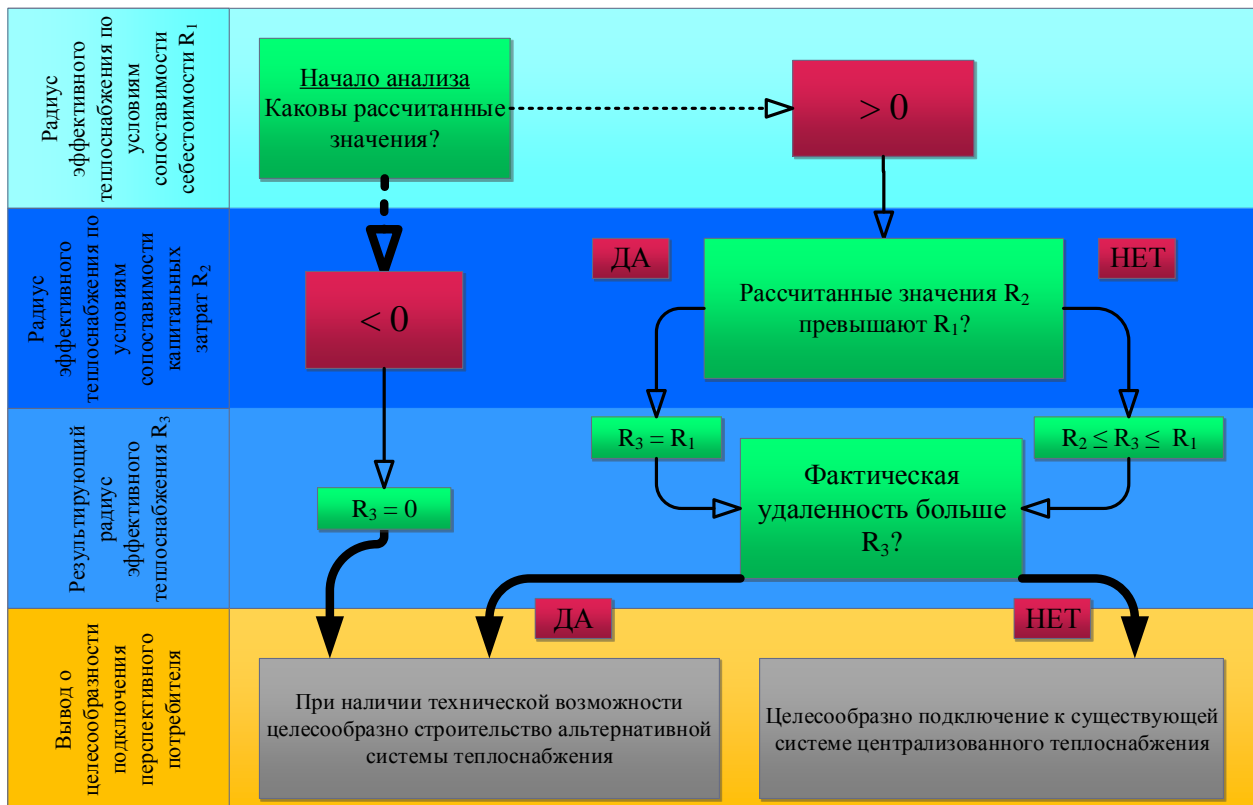 Радиус
эффективного
теплоснабжения по
условиям
сопоставимости
себестоимости R₁
Начало анализа
Каковы рассчитанные
значения?
> 0
Радиус
эффективного
теплоснабжения по
условиям
сопоставимости
капитальных
затрат R₂
< 0
ДА
НЕТ
Рассчитанные значения R₂
превышают R₁?
Результирующий
радиус
эффективного
теплоснабжения R₃
R₃ = 0
R₃ = R₁
R₂ ≤ R₃ ≤ R₁
Фактическая
удаленность больше
R₃?
ДА
НЕТ
Вывод о
целесообразности
подключения
перспективного
потребителя
При наличии технической возможности
целесообразно строительство альтернативной
системы теплоснабжения
Целесообразно подключение к существующей
системе централизованного теплоснабжения